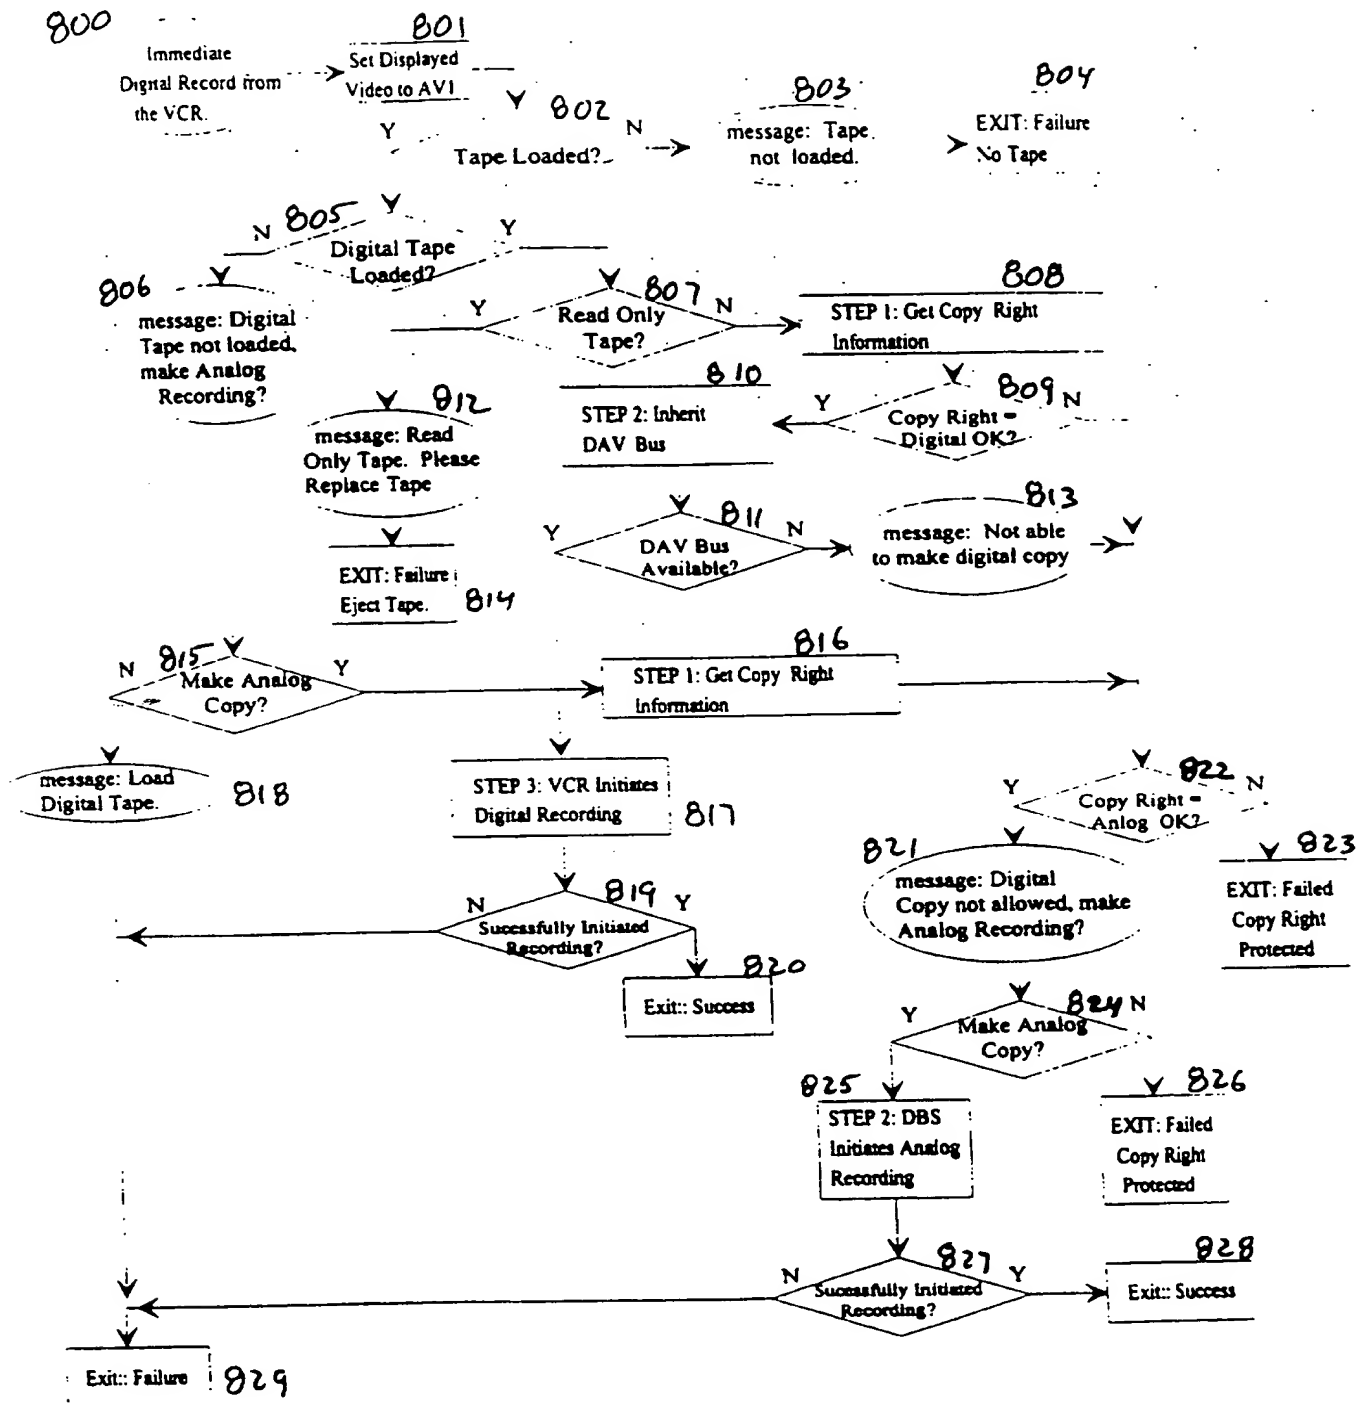 800
801
Immediate
Digital Record from
the VCR.
Set Displayed
Video to AV1
802
Y
N
Tape Loaded?
803
message: Tape
not loaded.
804
EXIT: Failure
No Tape
805
N
Y
Digital Tape
Loaded?
806
message: Digital
Tape not loaded,
make Analog
Recording?
807
Y
N
Read Only
Tape?
808
STEP 1: Get Copy Right
Information
810
STEP 2: Inherit
DAV Bus
809
Y
N
Copy Right =
Digital OK?
812
message: Read
Only Tape. Please
Replace Tape
811
Y
N
DAV Bus
Available?
813
message: Not able
to make digital copy
EXIT: Failure
Eject Tape.
814
815
N
Y
Make Analog
Copy?
816
STEP 1: Get Copy Right
Information
message: Load
Digital Tape.
818
STEP 3: VCR Initiates
Digital Recording
817
822
Y
N
Copy Right =
Anlog OK?
821
message: Digital
Copy not allowed, make
Analog Recording?
823
EXIT: Failed
Copy Right
Protected
819
N
Y
Sucessfully Initiated
Recording?
820
Exit:: Success
824
Y
N
Make Analog
Copy?
825
STEP 2: DBS
Initiates Analog
Recording
826
EXIT: Failed
Copy Right
Protected
827
N
Y
Sucessfully Initiated
Recording?
828
Exit:: Success
Exit:: Failure
829